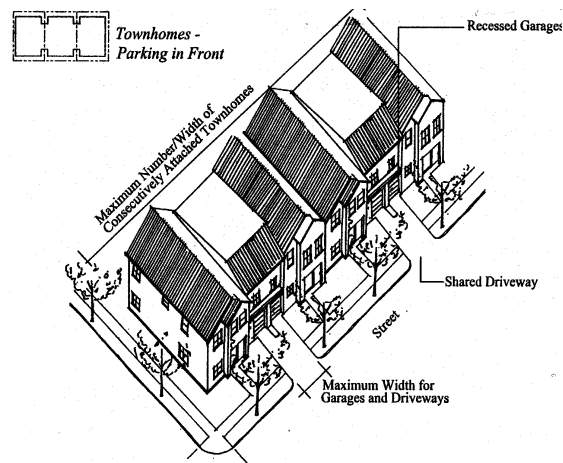 Townhomes -
Parking in Front
Recessed Garages
Maximum Number/Width of
Consecutively Attached Townhomes
Shared Driveway
Street
Maximum Width for
Garages and Driveways